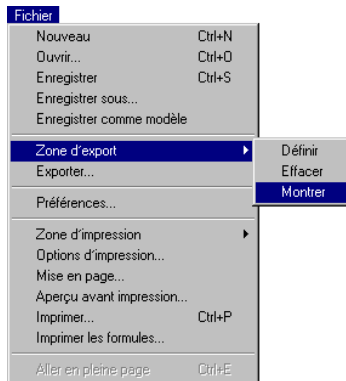 Fichier
Nouveau Ctrl+N
Ouvrir... Ctrl+O
Enregistrer Ctrl+S
Enregistrer sous...
Enregistrer comme modèle
Zone d'export
Définir
Exporter...
Effacer
Montrer
Préférences...
Zone d'impression
Options d'impression...
Mise en page...
Aperçu avant impression...
Imprimer... Ctrl+P
Imprimer les formules...
Aller en pleine page Ctrl+E